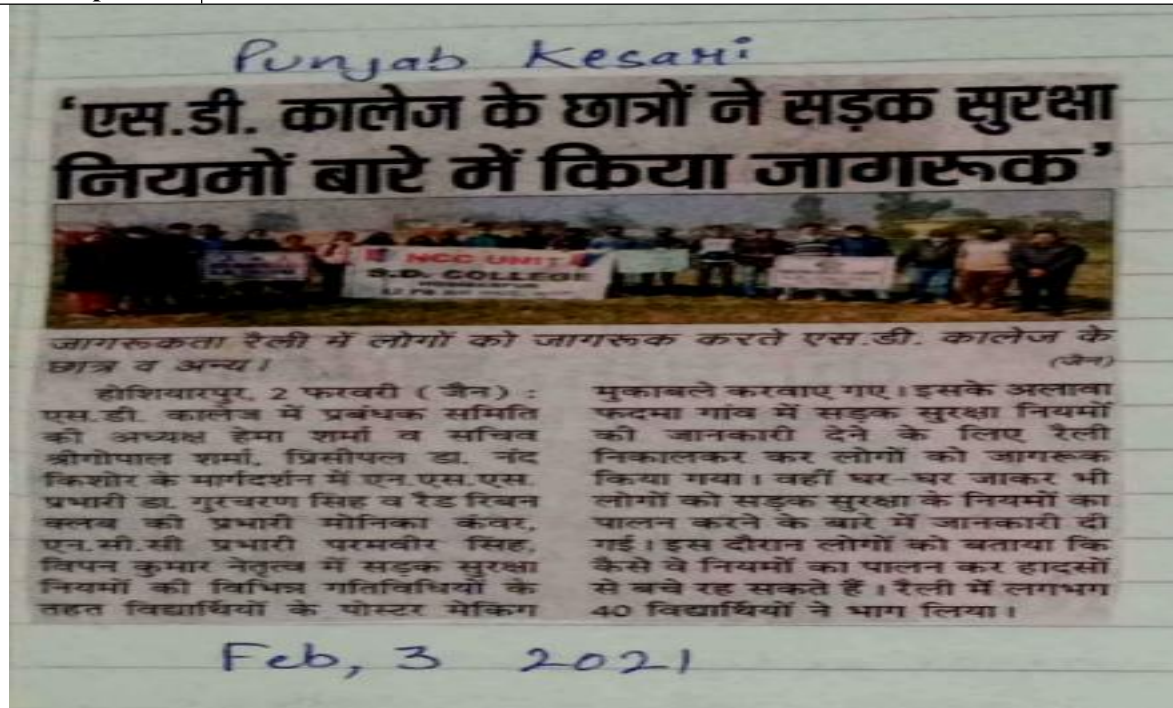 Punjab Kesari
'एस.डी. कालेज के छात्रों ने सड़क सुरक्षा
नियमों बारे में किया जागरूक'
NCC UNIT
S.D. COLLEGE
जागरूकता रैली में लोगों को जागरूक करते एस.डी. कालेज के
छात्र व अन्य।
(जैन)
होशियारपुर, 2 फरवरी (जैन) :
एस.डी. कालेज में प्रबंधक समिति
की अध्यक्ष हेमा शर्मा व सचिव
श्रीगोपाल शर्मा, प्रिंसीपल डा. नंद
किशोर के मार्गदर्शन में एन.एस.एस.
प्रभारी डा. गुरचरण सिंह व रैड रिबन
क्लब की प्रभारी मोनिका कंवर,
एन.सी.सी प्रभारी परमवीर सिंह,
विपन कुमार नेतृत्व में सड़क सुरक्षा
नियमों की विभिन्न गतिविधियों के
तहत विद्यार्थियों के पोस्टर मेकिंग
मुकाबले करवाए गए। इसके अलावा
फदमा गांव में सड़क सुरक्षा नियमों
की जानकारी देने के लिए रैली
निकालकर कर लोगों को जागरूक
किया गया। वहीं घर-घर जाकर भी
लोगों को सड़क सुरक्षा के नियमों का
पालन करने के बारे में जानकारी दी
गई। इस दौरान लोगों को बताया कि
कैसे वे नियमों का पालन कर हादसों
से बचे रह सकते हैं। रैली में लगभग
40 विद्यार्थियों ने भाग लिया।
Feb, 3 2021